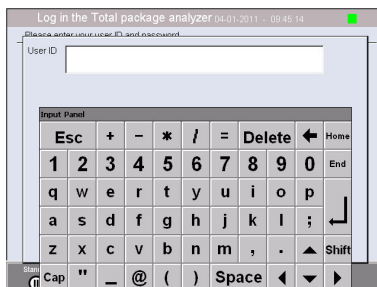 Log in the Total package analyzer 04-01-2011 - 09:45:14
Please enter your user ID and password
User ID
Input Panel
Esc + - * / = Delete Home
1 2 3 4 5 6 7 8 9 0 End
q w e r t y u i o p
a s d f g h j k l ;
z x c v b n m , . Shift
Cap " _ @ ( ) Space